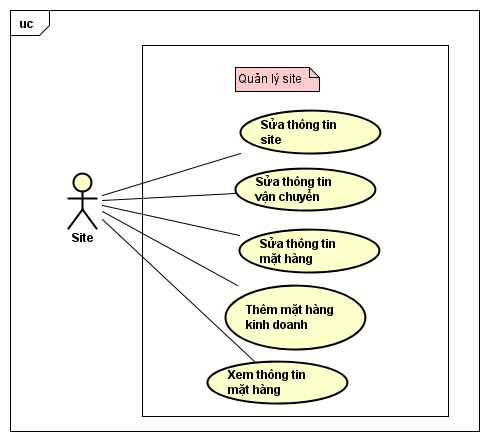 uc
Quản lý site
Sửa thông tin
site
Sửa thông tin
vận chuyển
Site
Sửa thông tin
mặt hàng
Thêm mặt hàng
kinh doanh
Xem thông tin
mặt hàng